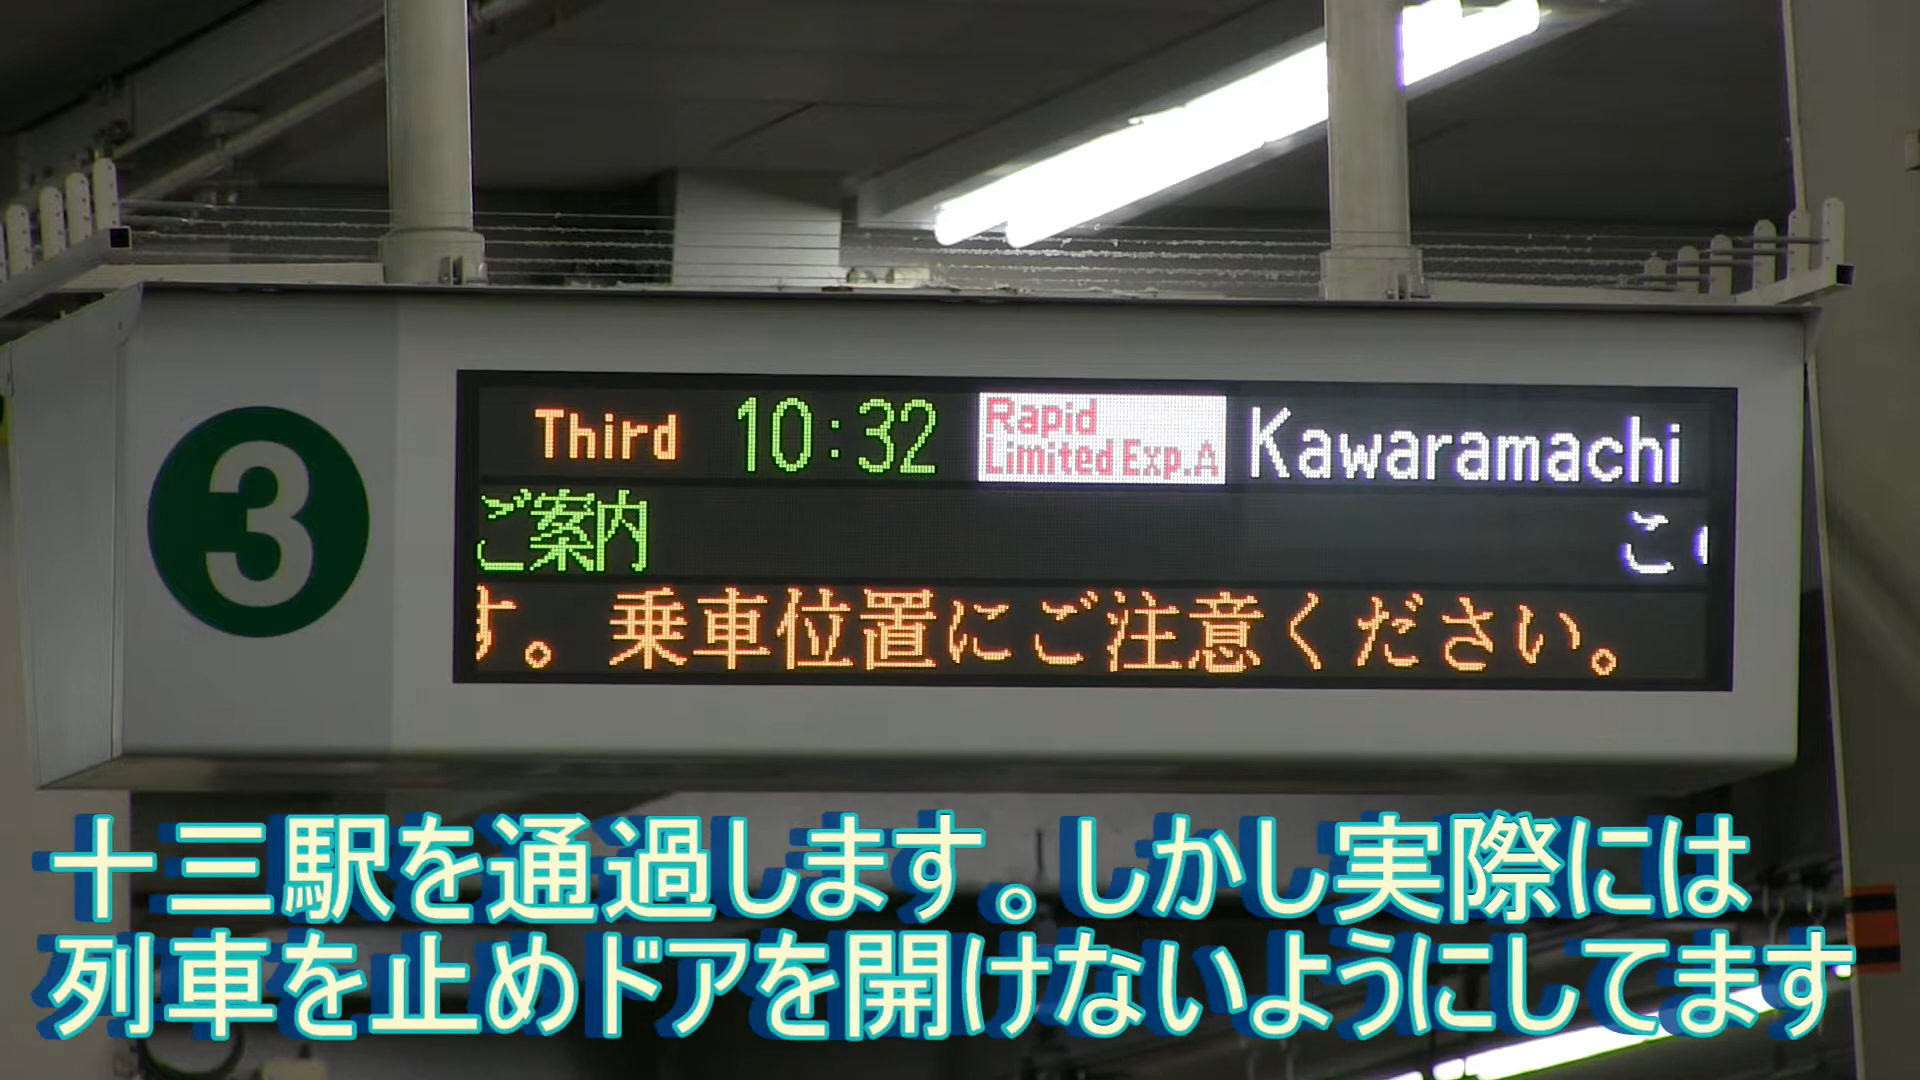 3
Third 10:32 Rapid Limited Exp.A Kawaramachi
ご案内 こ
す。乗車位置にご注意ください。
十三駅を通過します。しかし実際には
列車を止めドアを開けないようにしてます